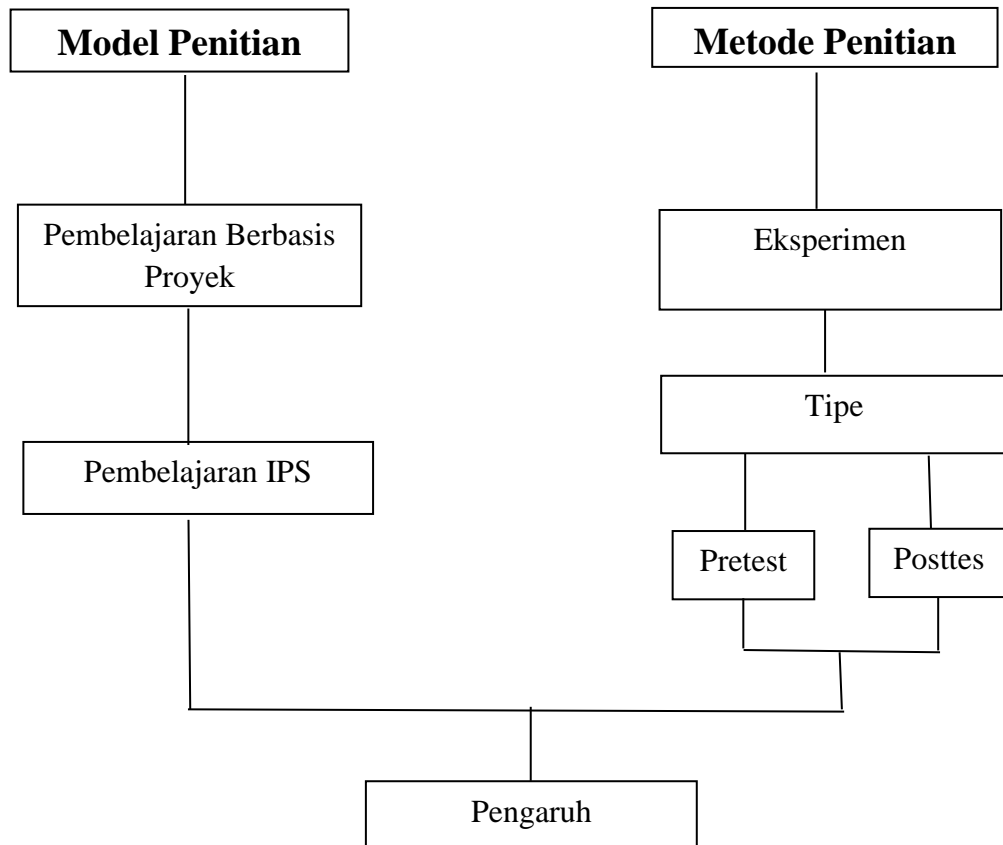 Model Penitian
Metode Penitian
Pembelajaran Berbasis
Proyek
Eksperimen
Tipe
Pembelajaran IPS
Pretest
Posttes
Pengaruh